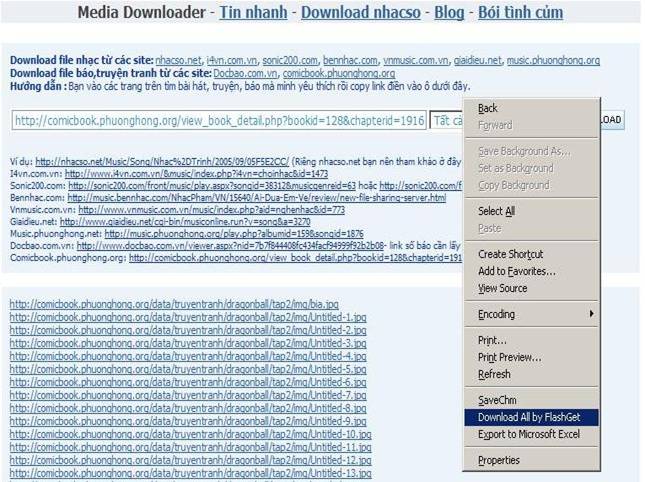 Media Downloader - Tin nhanh - Download nhacso - Blog - Bói tình củm
Download file nhạc từ các site: nhacso.net, i4vn.com.vn, sonic200.com, bennhac.com, vnmusic.com.vn, giaidieu.net, music.phuonghong.org
Download file báo,truyện tranh từ các site: Docbao.com.vn, comicbook.phuonghong.org
Hướng dẫn : Bạn vào các trang trên tìm bài hát, truyện, báo mà mình yêu thích rồi copy link điền vào ô dưới đây.
http://comicbook.phuonghong.org/view_book_detail.php?bookid=128&chapterid=1916 Tất cả OAD
Ví dụ: http://nhacso.net/Music/Song/Nhac%2DTrinh/2005/09/05F5E2CC/ (Riêng nhacso.net bạn nên tham khảo ở đây
I4vn.com.vn: http://www.i4vn.com.vn/&music/index.php?i=choinhac&id=1473
Sonic200.com: http://sonic200.com/front/music/play.aspx?songid=38312&musicgenreid=63 hoặc http://sonic200.com/f
Bennhac.com: http://music.bennhac.com/NhacPham/VN/15640/Ai-Dua-Em-Ve/review/new-file-sharing-server.html
Vnmusic.com.vn: http://www.vnmusic.com.vn/music/index.php?aid=nghenhac&id=773
Giaidieu.net: http://www.giaidieu.net/cgi-bin/musiconline.run?v=song&a=3270
Music.phuonghong.net: http://music.phuonghong.org/play.php?albumid=159&songid=1876
Docbao.com.vn: http://www.docbao.com.vn/viewer.aspx?nid=7b7f844408fc434facf94999f92b2b08- link số báo cần lấy
Comicbook.phuonghong.org: http://comicbook.phuonghong.org/view_book_detail.php?bookid=128&chapterid=191
http://comicbook.phuonghong.org/data/truyentranh/dragonball/tap2/img/bia.jpg
http://comicbook.phuonghong.org/data/truyentranh/dragonball/tap2/img/Untitled-1.jpg
http://comicbook.phuonghong.org/data/truyentranh/dragonball/tap2/img/Untitled-2.jpg
http://comicbook.phuonghong.org/data/truyentranh/dragonball/tap2/img/Untitled-3.jpg
http://comicbook.phuonghong.org/data/truyentranh/dragonball/tap2/img/Untitled-4.jpg
http://comicbook.phuonghong.org/data/truyentranh/dragonball/tap2/img/Untitled-5.jpg
http://comicbook.phuonghong.org/data/truyentranh/dragonball/tap2/img/Untitled-6.jpg
http://comicbook.phuonghong.org/data/truyentranh/dragonball/tap2/img/Untitled-7.jpg
http://comicbook.phuonghong.org/data/truyentranh/dragonball/tap2/img/Untitled-8.jpg
http://comicbook.phuonghong.org/data/truyentranh/dragonball/tap2/img/Untitled-9.jpg
http://comicbook.phuonghong.org/data/truyentranh/dragonball/tap2/img/Untitled-10.jpg
http://comicbook.phuonghong.org/data/truyentranh/dragonball/tap2/img/Untitled-11.jpg
http://comicbook.phuonghong.org/data/truyentranh/dragonball/tap2/img/Untitled-12.jpg
http://comicbook.phuonghong.org/data/truyentranh/dragonball/tap2/img/Untitled-13.jpg
Back
Forward
Save Background As...
Set as Background
Copy Background
Select All
Paste
Create Shortcut
Add to Favorites...
View Source
Encoding
Print...
Print Preview...
Refresh
SaveChm
Download All by FlashGet
Export to Microsoft Excel
Properties